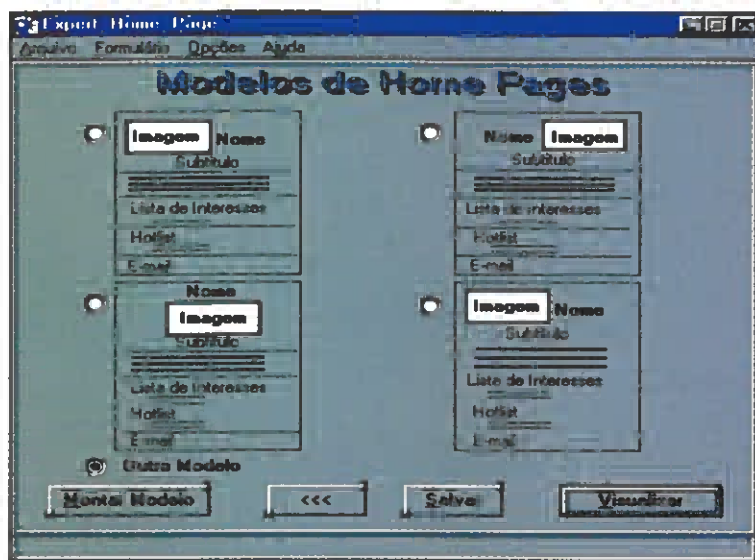 Expert Home Page
Arquivo Formulário Opções Ajuda
Modelos de Home Pages
Imagem Nome
Subtítulo
Lista de Interesses
Hotlist
E-mail
Nome Imagem
Subtítulo
Lista de Interesses
Hotlist
E-mail
Nome
Imagem
Subtítulo
Lista de Interesses
Hotlist
E-mail
Imagem Nome
Subtítulo
Lista de Interesses
Hotlist
E-mail
Outro Modelo
Montar Modelo <<< Salvar Visualizar